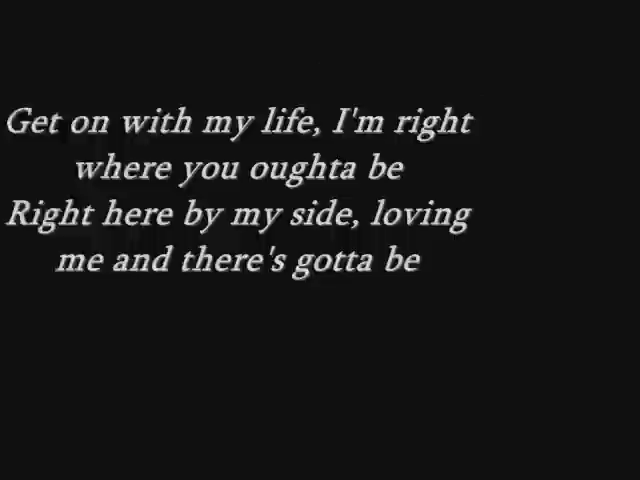 Get on with my life, I'm right
where you oughta be
Right here by my side, loving
me and there's gotta be